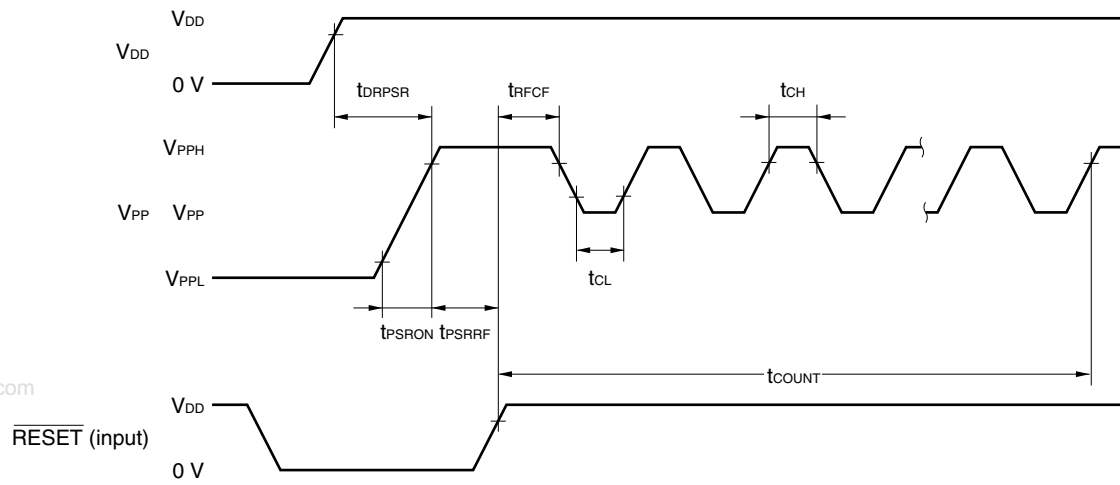 VDD
VDD
0 V
tDRPSR
tRFCF
tCH
VPPH
VPP VPP
VPPL
tCL
tPSRON tPSRRF
tCOUNT
com
VDD
RESET (input)
0 V